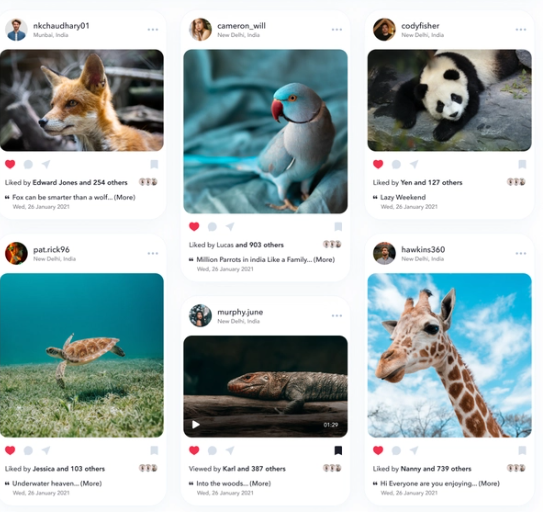 nkchaudhary01
Mumbai, India
Liked by Edward Jones and 254 others
❝ Fox can be smarter than a wolf... (More)
Wed, 26 January 2021
pat.rick96
New Delhi, India
Liked by Jessica and 103 others
❝ Underwater heaven... (More)
Wed, 26 January 2021
cameron_will
New Delhi, India
Liked by Lucas and 903 others
❝ Million Parrots in india Like a Family... (More)
Wed, 26 January 2021
murphy.june
New Delhi, India
01:29
Viewed by Karl and 387 others
❝ Into the woods... (More)
Wed, 26 January 2021
codyfisher
New Delhi, India
Liked by Yen and 127 others
❝ Lazy Weekend
Wed, 26 January 2021
hawkins360
New Delhi, India
Liked by Nanny and 739 others
❝ Hi Everyone are you enjoying... (More)
Wed, 26 January 2021